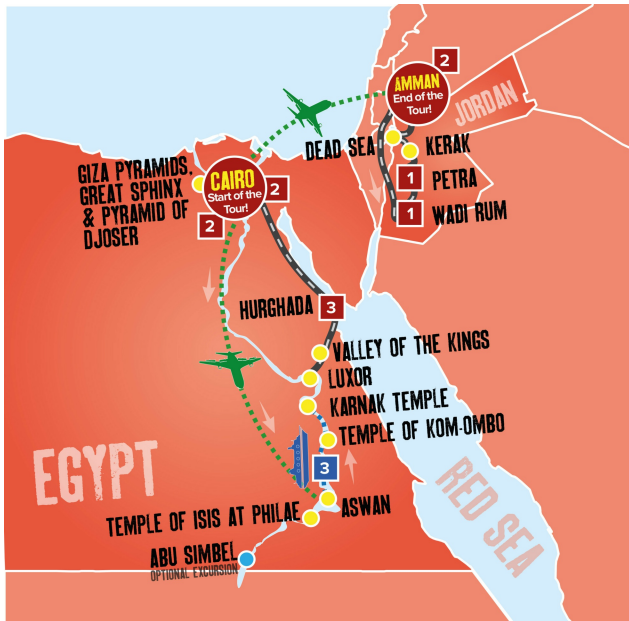 2
AMMAN
End of the
Tour!
JORDAN
DEAD SEA
KERAK
GIZA PYRAMIDS,
GREAT SPHINX
& PYRAMID OF
DJOSER
CAIRO
Start of the
Tour!
2
2
1
PETRA
1
WADI RUM
HURGHADA
3
VALLEY OF THE KINGS
LUXOR
KARNAK TEMPLE
TEMPLE OF KOM-OMBO
3
EGYPT
RED SEA
ASWAN
TEMPLE OF ISIS AT PHILAE
ABU SIMBEL
OPTIONAL EXCURSION